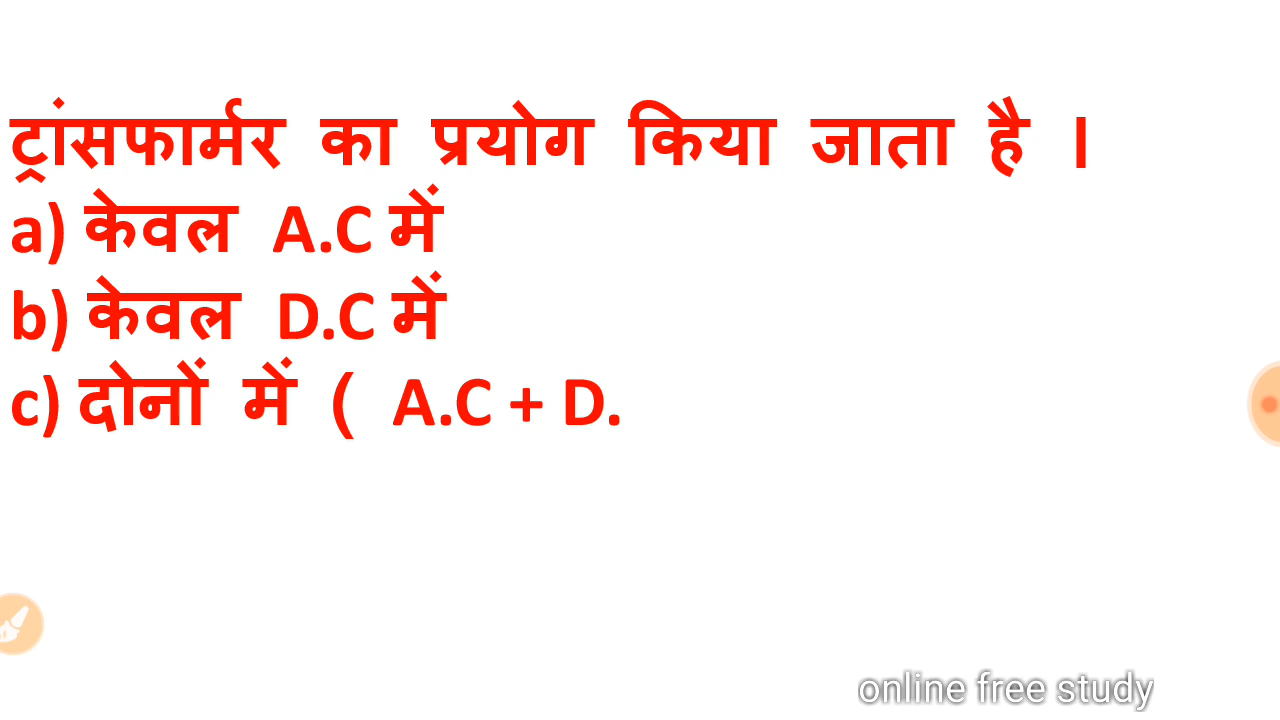 ट्रांसफार्मर का प्रयोग किया जाता है ।
a) केवल A.C में
b) केवल D.C में
c) दोनों में ( A.C + D.
online free study